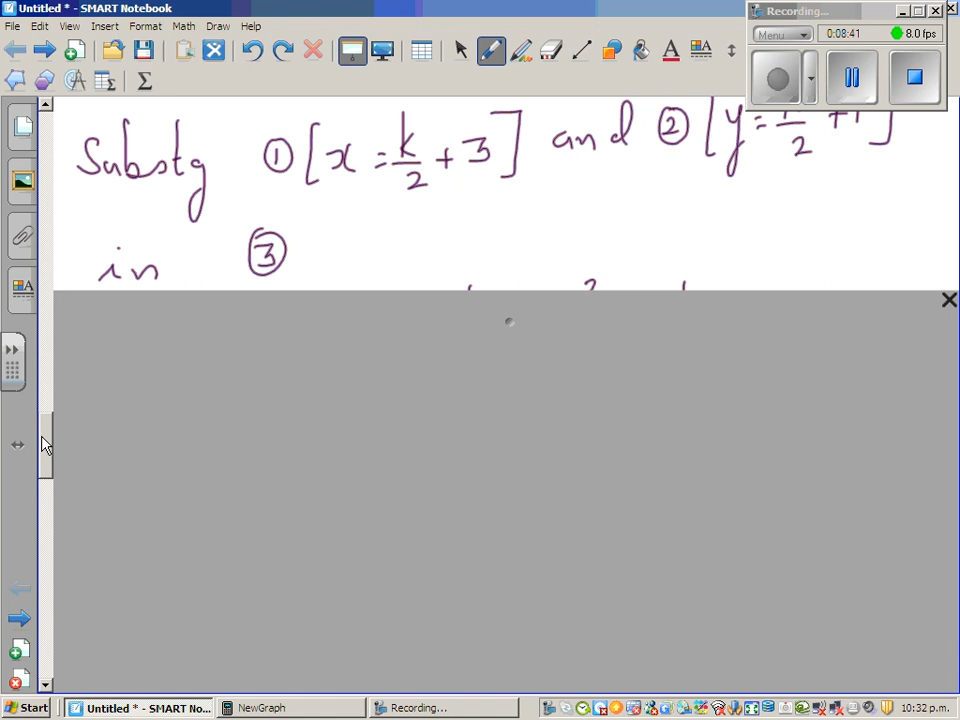 Untitled * - SMART Notebook
Recording...
File Edit View Insert Format Math Draw Help
Menu 0:08:41 8.0 fps
Substg ① [x = k/2 + 3] and ② [y = /2 + ]
in ③
Start Untitled * - SMART No... NewGraph Recording... 10:32 p.m.